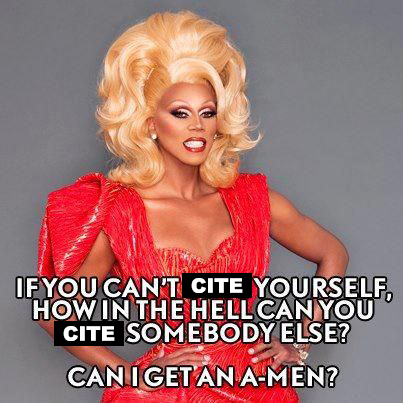 IF YOU CAN'T CITE YOURSELF,
HOW IN THE HELL CAN YOU
CITE SOMEBODY ELSE?
CAN I GET AN A-MEN?